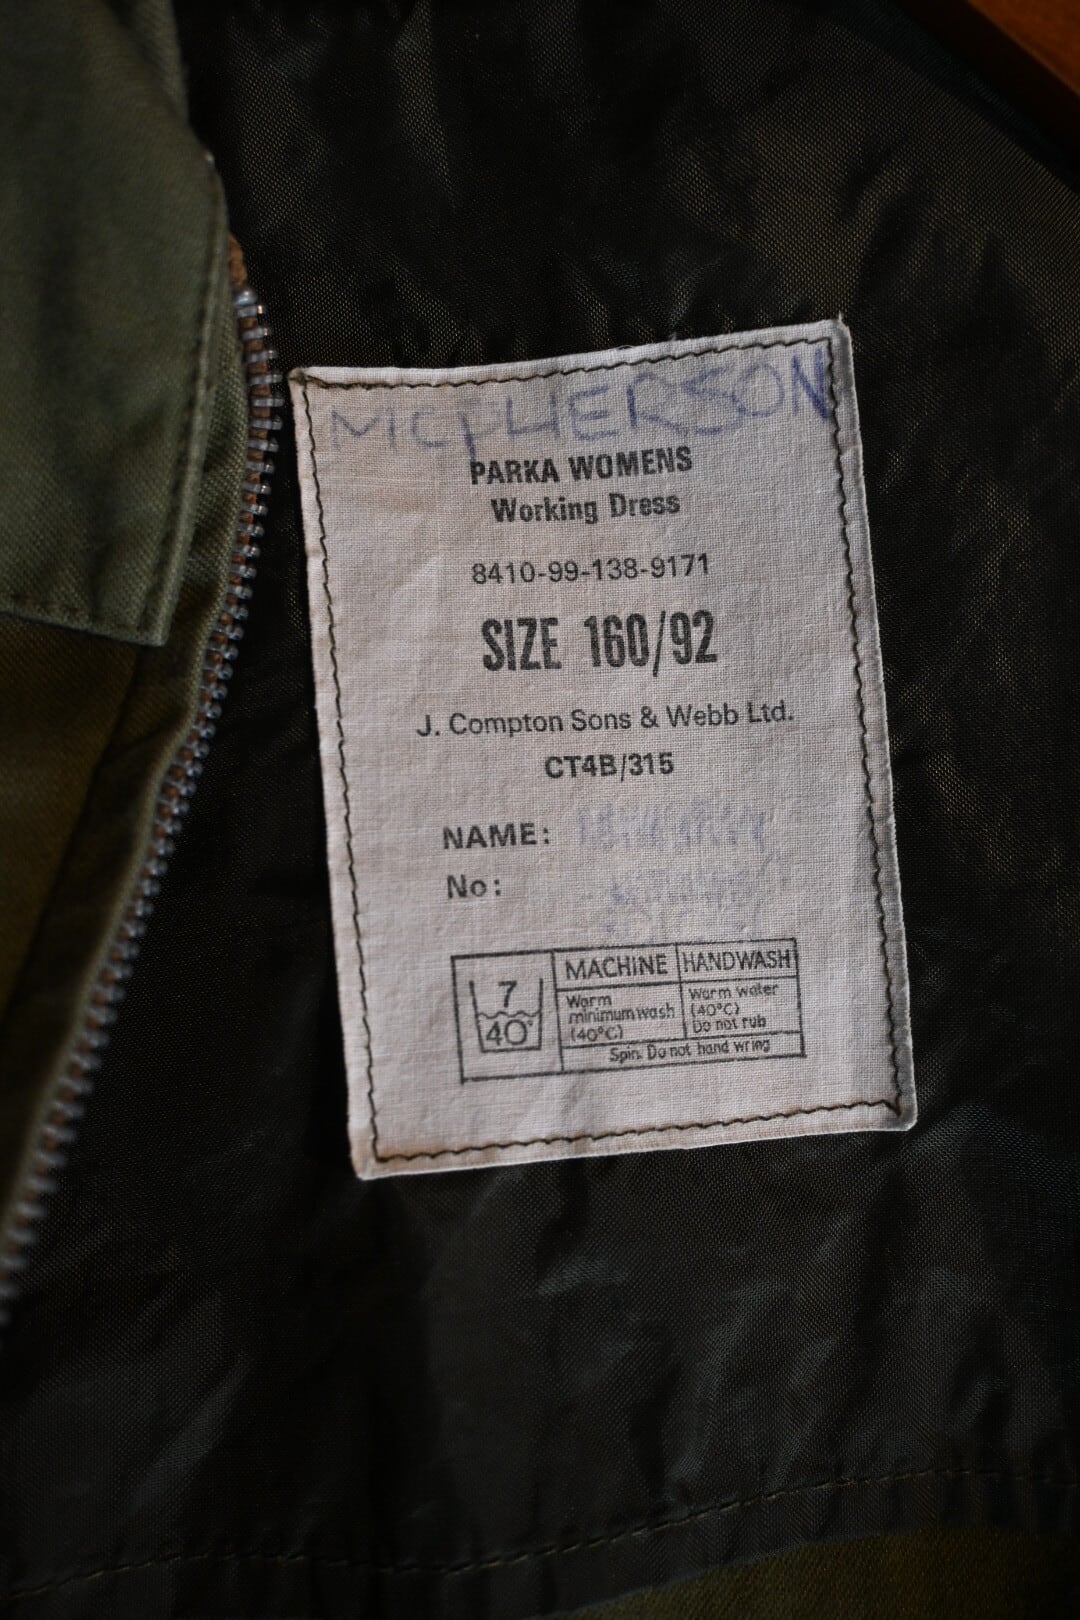 MCPHERSON
PARKA WOMENS
Working Dress
8410-99-138-9171
SIZE 160/92
J. Compton Sons & Webb Ltd.
CT4B/315
NAME:
No:
7
40°
MACHINE
Warm
minimum wash
(40°C)
HANDWASH
Warm water
(40°C)
Do not rub
Spin. Do not hand wring